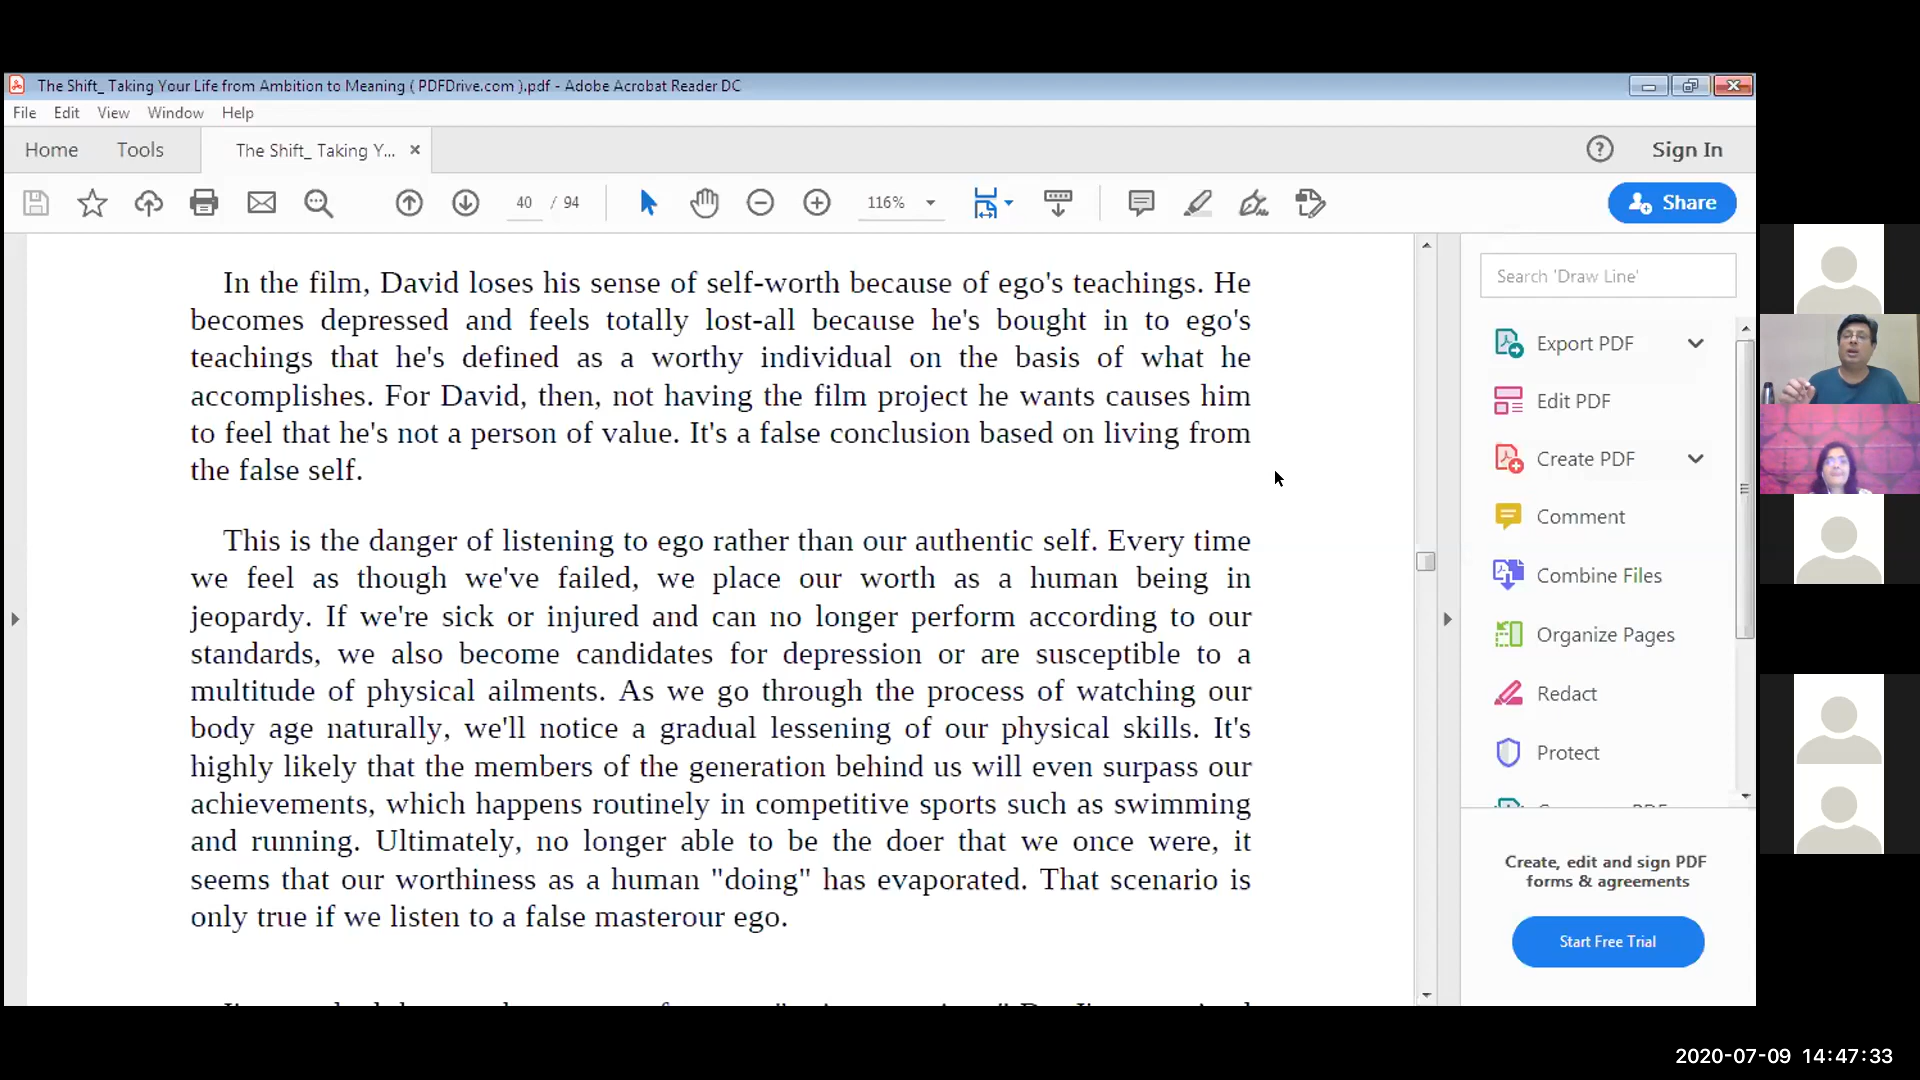 The Shift_ Taking Your Life from Ambition to Meaning ( PDFDrive.com ).pdf - Adobe Acrobat Reader DC
File Edit View Window Help
Home Tools The Shift_ Taking Y... Sign In
40 / 94 116% Share
In the film, David loses his sense of self-worth because of ego's teachings. He
becomes depressed and feels totally lost-all because he's bought in to ego's
teachings that he's defined as a worthy individual on the basis of what he
accomplishes. For David, then, not having the film project he wants causes him
to feel that he's not a person of value. It's a false conclusion based on living from
the false self.
This is the danger of listening to ego rather than our authentic self. Every time
we feel as though we've failed, we place our worth as a human being in
jeopardy. If we're sick or injured and can no longer perform according to our
standards, we also become candidates for depression or are susceptible to a
multitude of physical ailments. As we go through the process of watching our
body age naturally, we'll notice a gradual lessening of our physical skills. It's
highly likely that the members of the generation behind us will even surpass our
achievements, which happens routinely in competitive sports such as swimming
and running. Ultimately, no longer able to be the doer that we once were, it
seems that our worthiness as a human "doing" has evaporated. That scenario is
only true if we listen to a false masterour ego.
Search 'Draw Line'
Export PDF
Edit PDF
Create PDF
Comment
Combine Files
Organize Pages
Redact
Protect
Create, edit and sign PDF
forms & agreements
Start Free Trial
2020-07-09 14:47:33